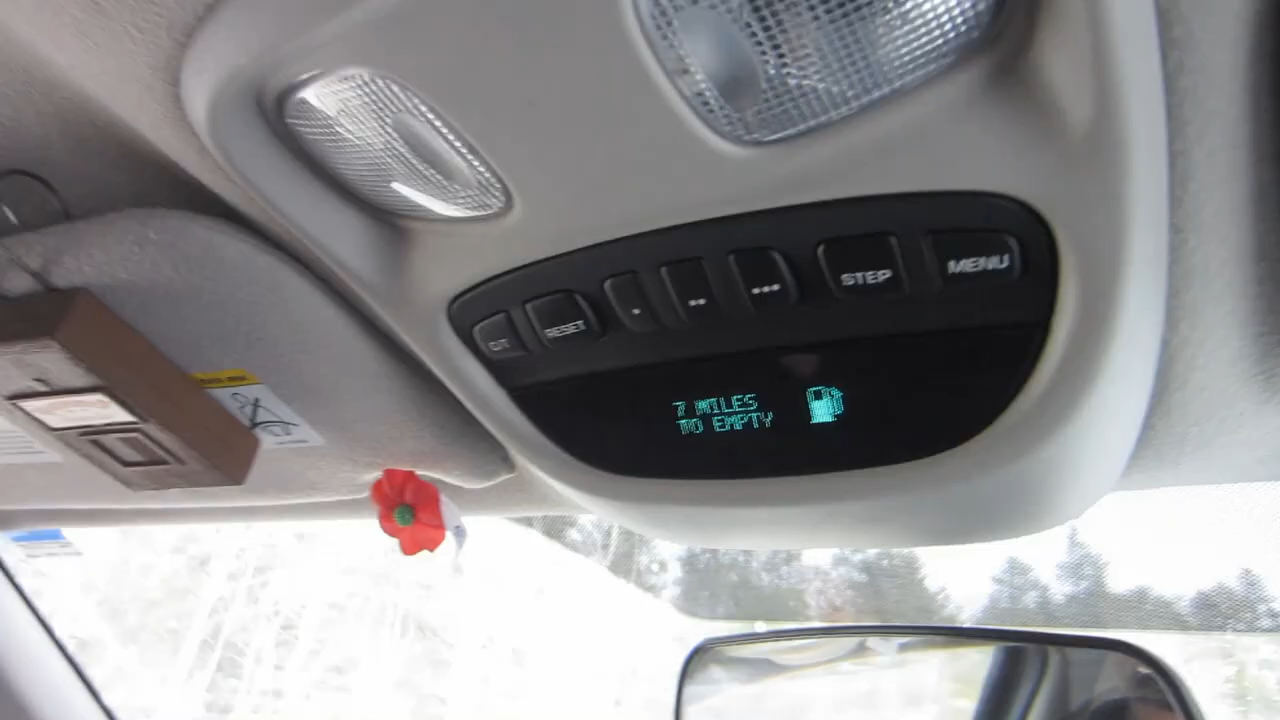 C/T
RESET
STEP
MENU
7 MILES
TO EMPTY